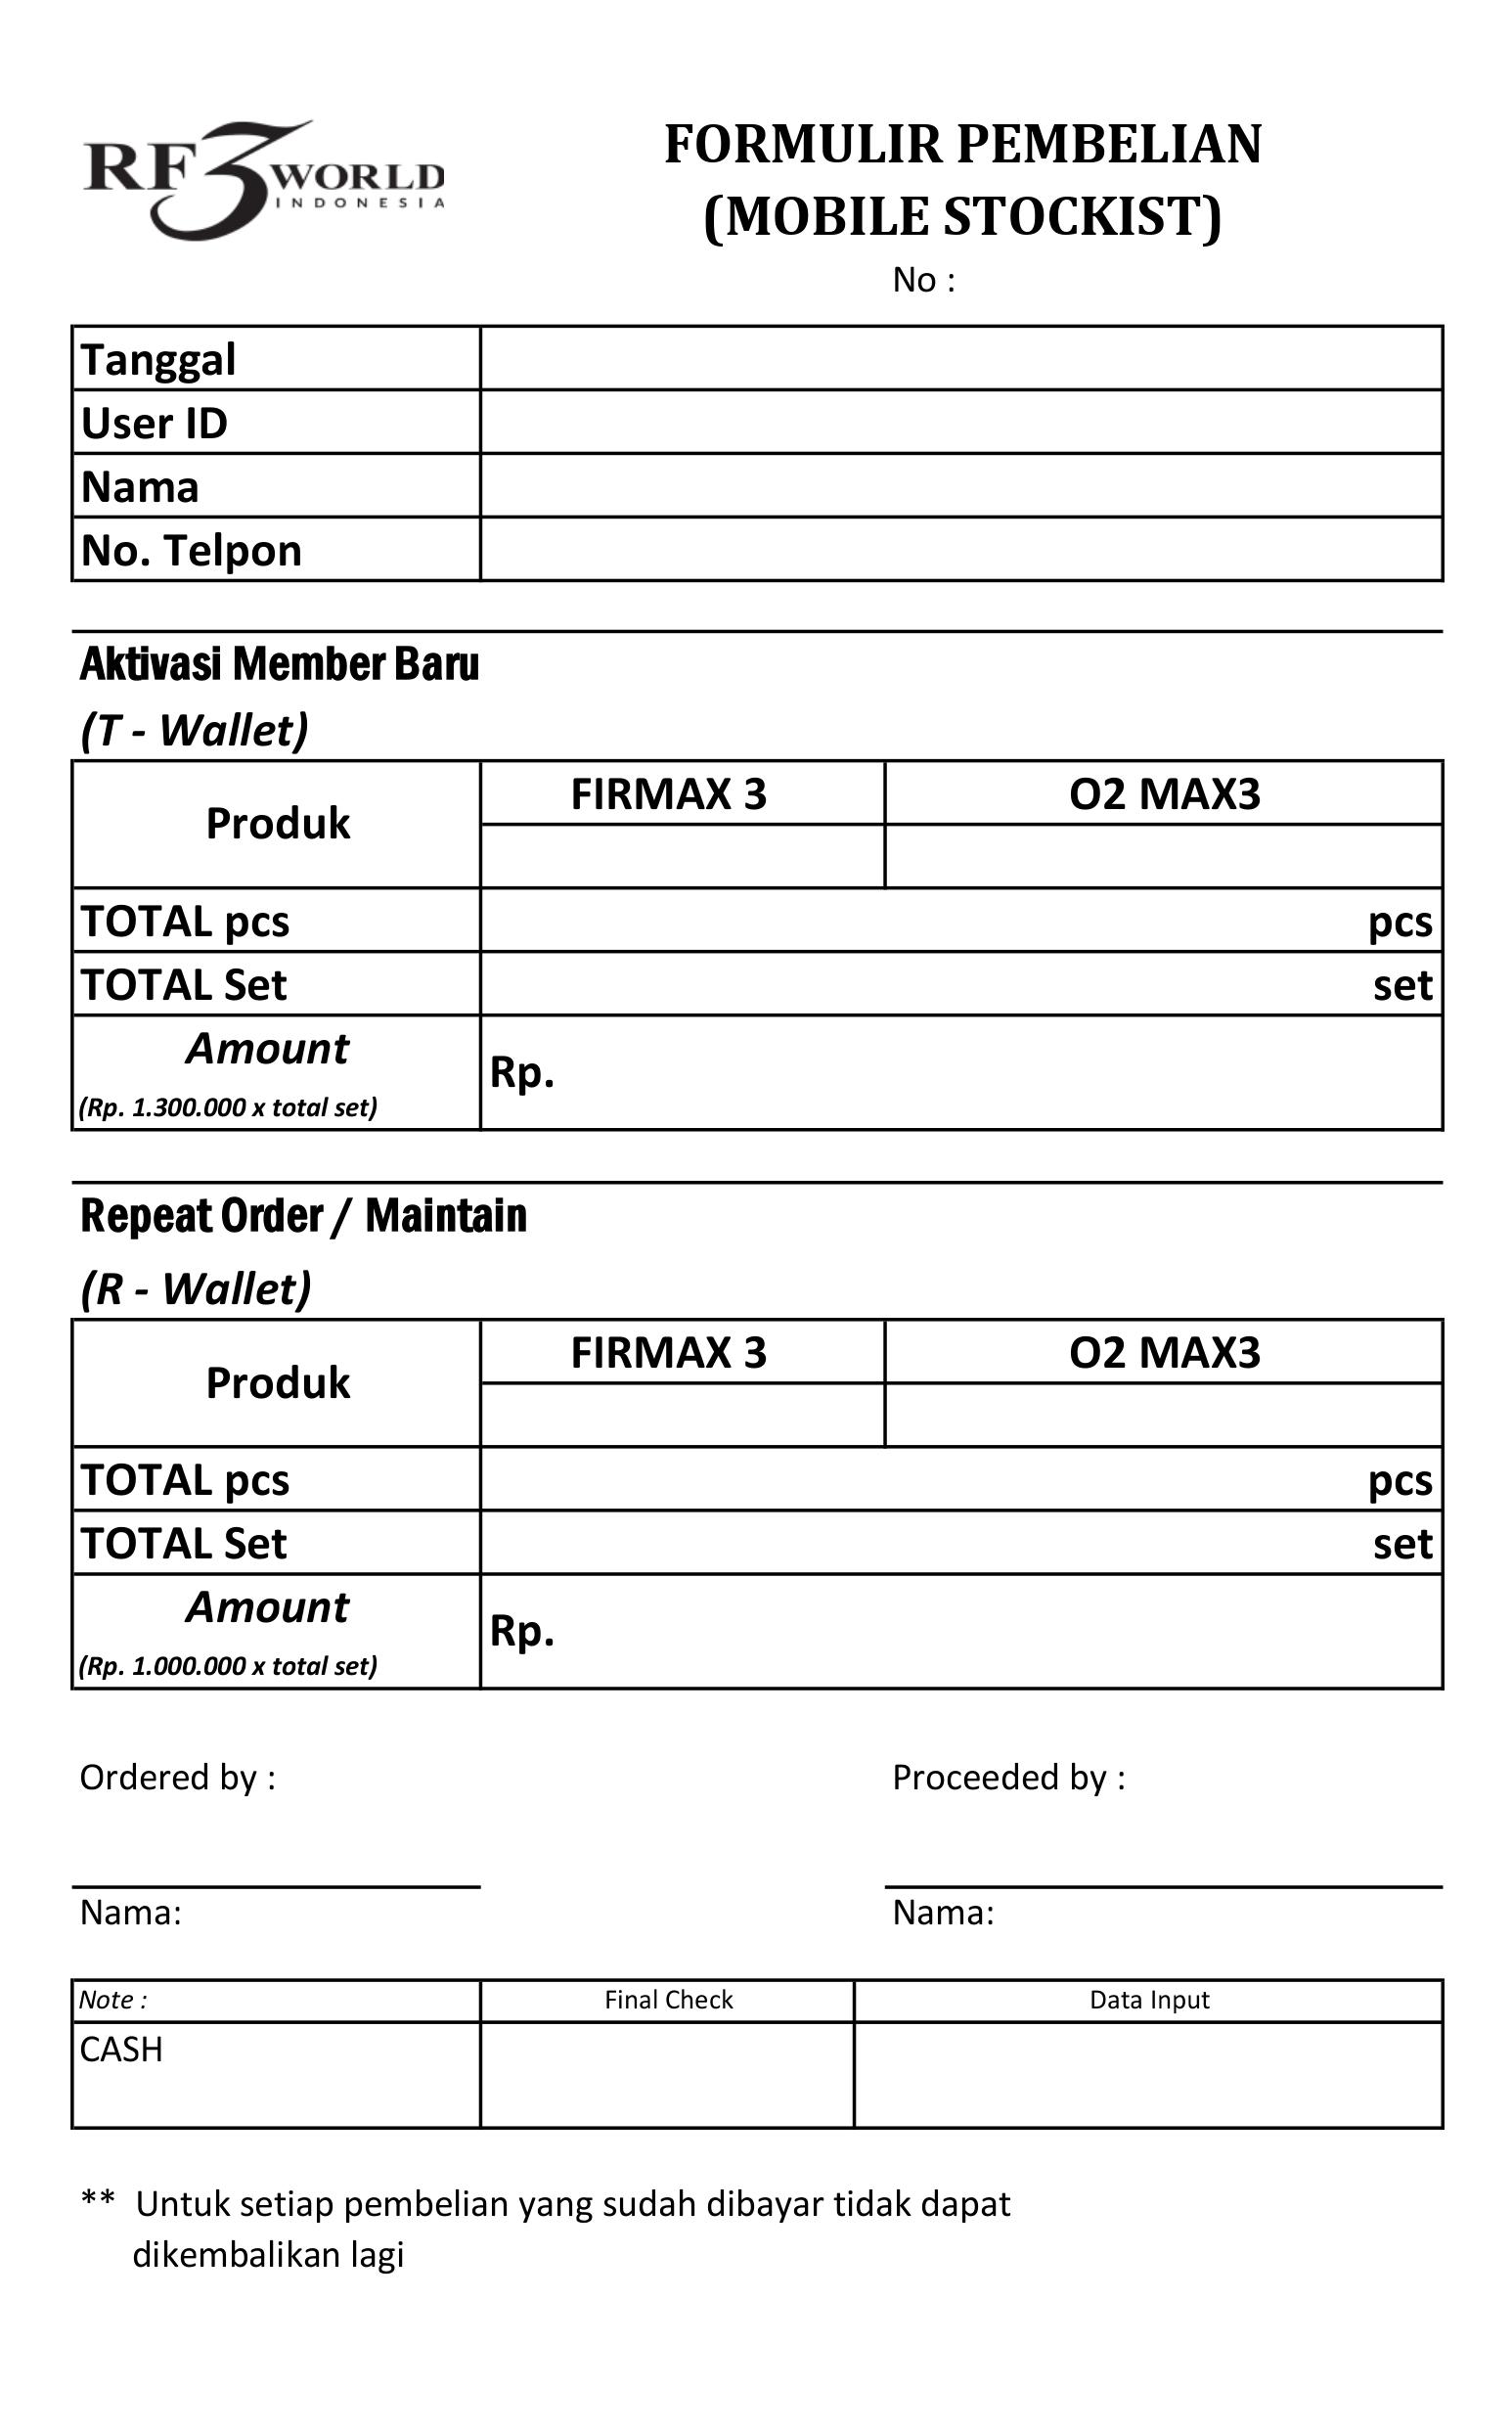 RF3WORLD
INDONESIA
FORMULIR PEMBELIAN
(MOBILE STOCKIST)
No :
Tanggal
User ID
Nama
No. Telpon
Aktivasi Member Baru
(T - Wallet)
Produk
FIRMAX 3
O2 MAX3
TOTAL pcs
pcs
TOTAL Set
set
Amount
(Rp. 1.300.000 x total set)
Rp.
Repeat Order / Maintain
(R - Wallet)
Produk
FIRMAX 3
O2 MAX3
TOTAL pcs
pcs
TOTAL Set
set
Amount
(Rp. 1.000.000 x total set)
Rp.
Ordered by :
Proceeded by :
Nama:
Nama:
Note :
Final Check
Data Input
CASH
** Untuk setiap pembelian yang sudah dibayar tidak dapat
dikembalikan lagi